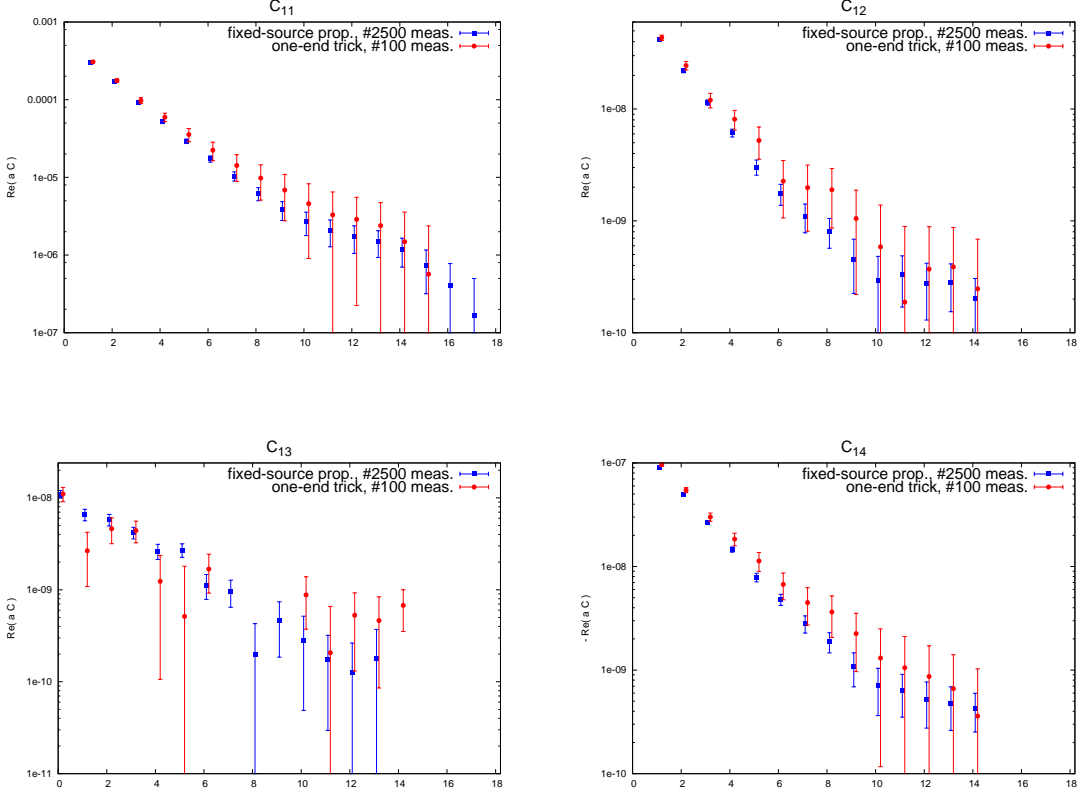 C11
fixed-source prop., #2500 meas.
one-end trick, #100 meas.
Re( a C )
0.001
0.0001
1e-05
1e-06
1e-07
0 2 4 6 8 10 12 14 16 18
C12
fixed-source prop., #2500 meas.
one-end trick, #100 meas.
Re( a C )
1e-08
1e-09
1e-10
0 2 4 6 8 10 12 14 16 18
C13
fixed-source prop., #2500 meas.
one-end trick, #100 meas.
Re( a C )
1e-08
1e-09
1e-10
1e-11
0 2 4 6 8 10 12 14 16 18
C14
fixed-source prop., #2500 meas.
one-end trick, #100 meas.
- Re( a C )
1e-07
1e-08
1e-09
1e-10
0 2 4 6 8 10 12 14 16 18